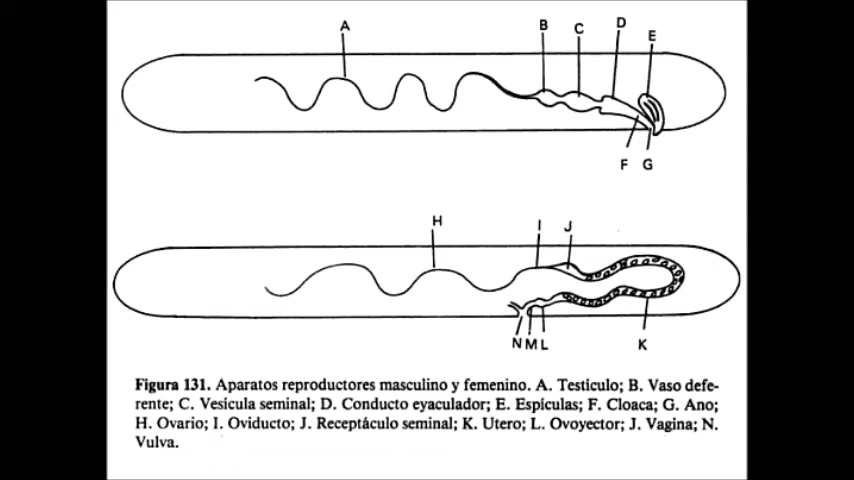 A
B
C
D
E
F
G
H
I
J
N M L
K
Figura 131. Aparatos reproductores masculino y femenino. A. Testículo; B. Vaso defe-
rente; C. Vesícula seminal; D. Conducto eyaculador; E. Espículas; F. Cloaca; G. Ano;
H. Ovario; I. Oviducto; J. Receptáculo seminal; K. Utero; L. Ovoyector; J. Vagina; N.
Vulva.